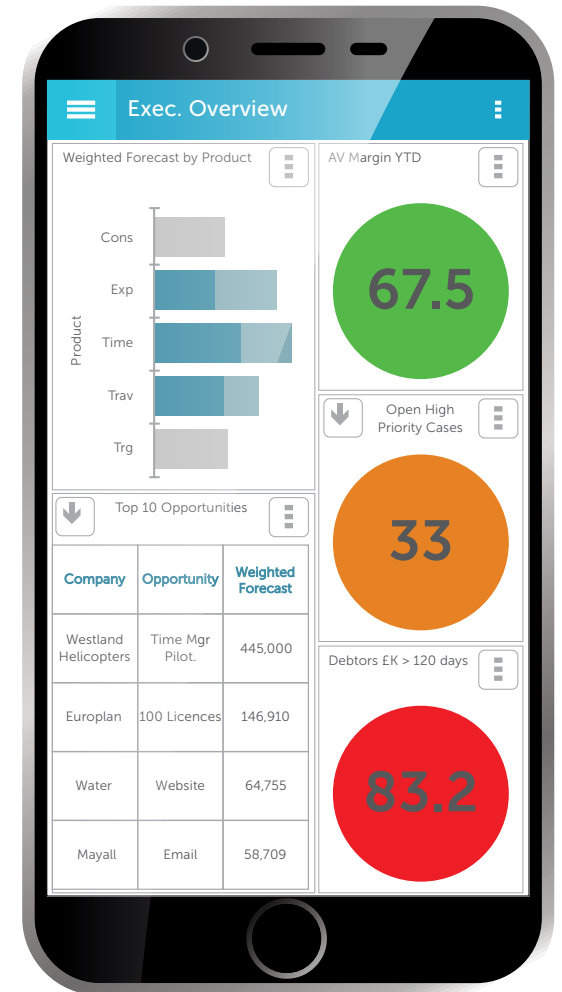 Exec. Overview
Weighted Forecast by Product
Product
Cons
Exp
Time
Trav
Trg
AV Margin YTD
67.5
Open High
Priority Cases
33
Top 10 Opportunities
Company
Opportunity
Weighted
Forecast
Westland
Helicopters
Time Mgr
Pilot.
445,000
Europlan
100 Licences
146,910
Water
Website
64,755
Mayall
Email
58,709
Debtors £K > 120 days
83.2